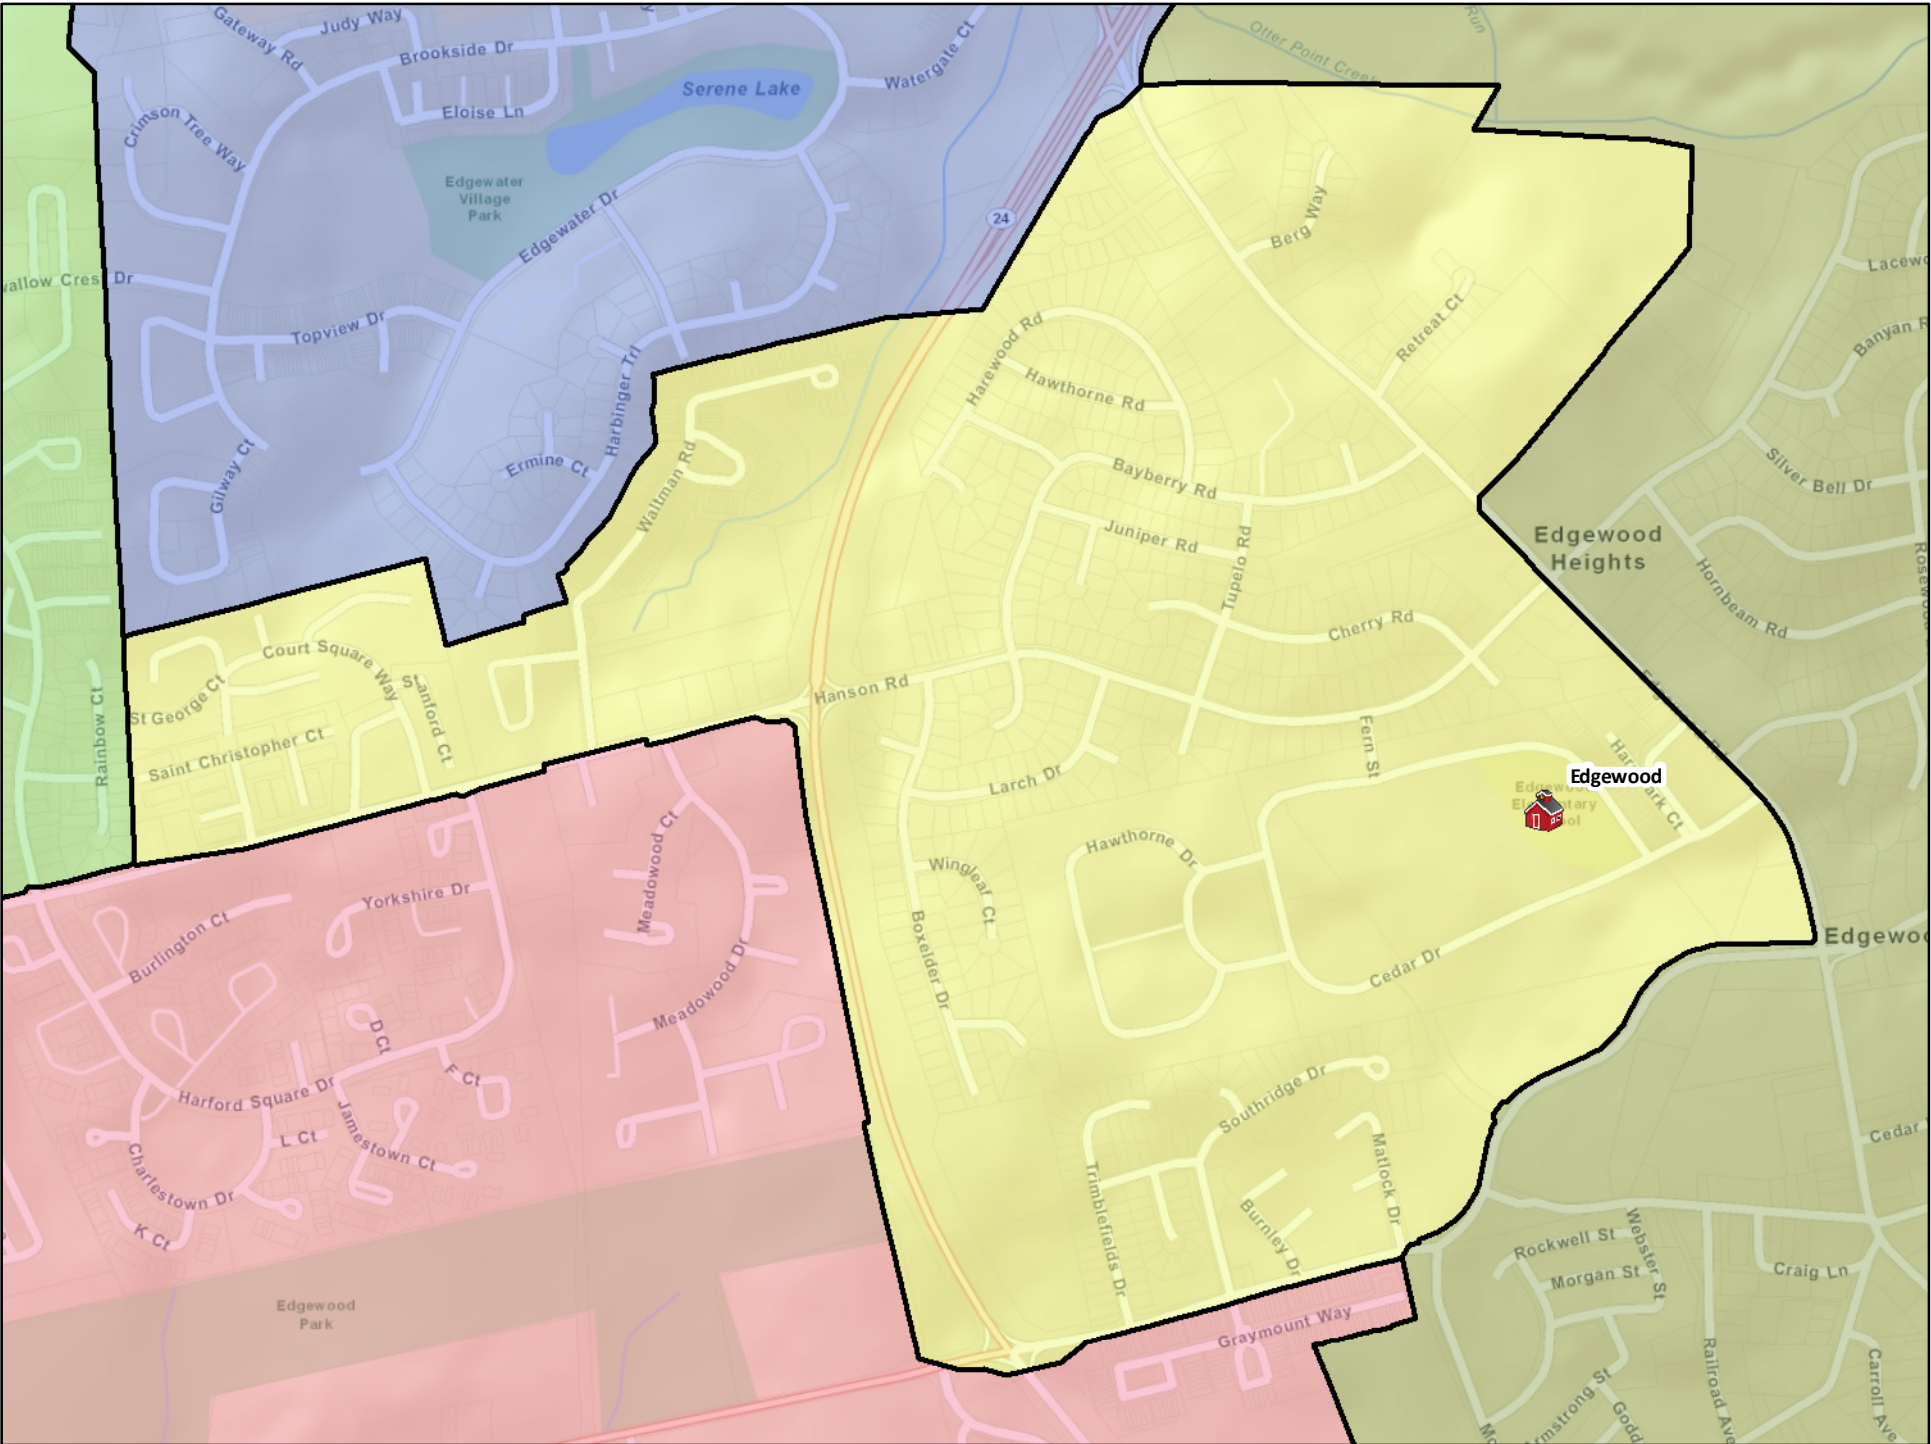 Gateway Rd
Judy Way
Brookside Dr
Watergate Ct
Otter Point Creek
Run
Serene Lake
Eloise Ln
Crimson Tree Way
Edgewater
Village
Park
Edgewater Dr
24
Berg Way
Topview Dr
Harewood Rd
Retreat Ct
Hawthorne Rd
Harbinger Trl
Ermine Ct
Gilway Ct
Waltman Rd
Bayberry Rd
Silver Bell Dr
Juniper Rd
Tupelo Rd
Edgewood
Heights
Hornbeam Rd
Cherry Rd
Court Square Way
St George Ct
Stanford Ct
Saint Christopher Ct
Rainbow Ct
Hanson Rd
Fern St
Larch Dr
Edgewood
Meadowood Ct
Hawthorne Dr
Wingleaf Ct
Yorkshire Dr
Burlington Ct
Boxelder Dr
Cedar Dr
Meadowood Dr
D Ct
F Ct
Harford Square Dr
L Ct
Jamestown Ct
Charlestown Dr
K Ct
Southridge Dr
Matlock Dr
Trimblefields Dr
Burnley Dr
Cedar
Rockwell St
Webster St
Morgan St
Craig Ln
Edgewood
Park
Graymount Way
Railroad Ave
Carroll Ave